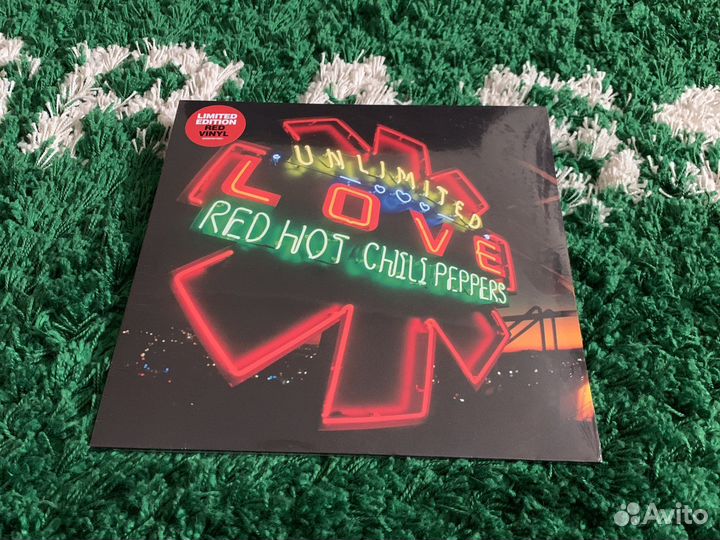 LIMITED
EDITION
RED
VINYL
UNLIMITED
LOVE
RED HOT CHILI PEPPERS
Avito